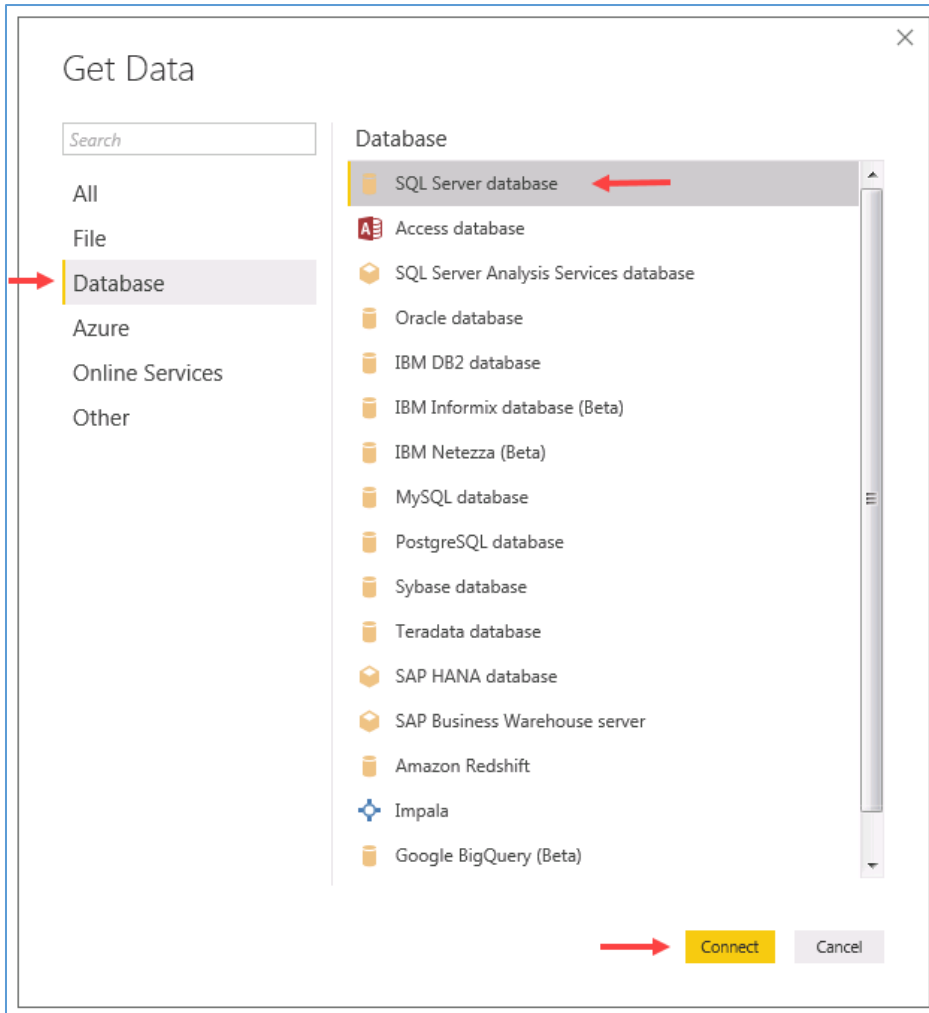 Get Data
Search
All
File
Database
Azure
Online Services
Other
Database
SQL Server database
Access database
SQL Server Analysis Services database
Oracle database
IBM DB2 database
IBM Informix database (Beta)
IBM Netezza (Beta)
MySQL database
PostgreSQL database
Sybase database
Teradata database
SAP HANA database
SAP Business Warehouse server
Amazon Redshift
Impala
Google BigQuery (Beta)
Connect Cancel